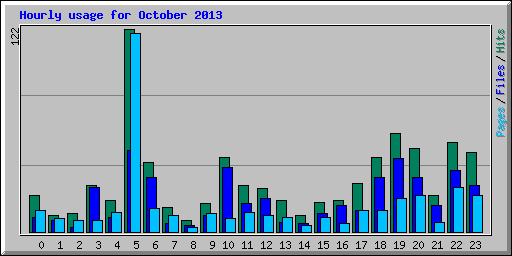 Hourly usage for October 2013
122
Pages / Files / Hits
0 1 2 3 4 5 6 7 8 9 10 11 12 13 14 15 16 17 18 19 20 21 22 23